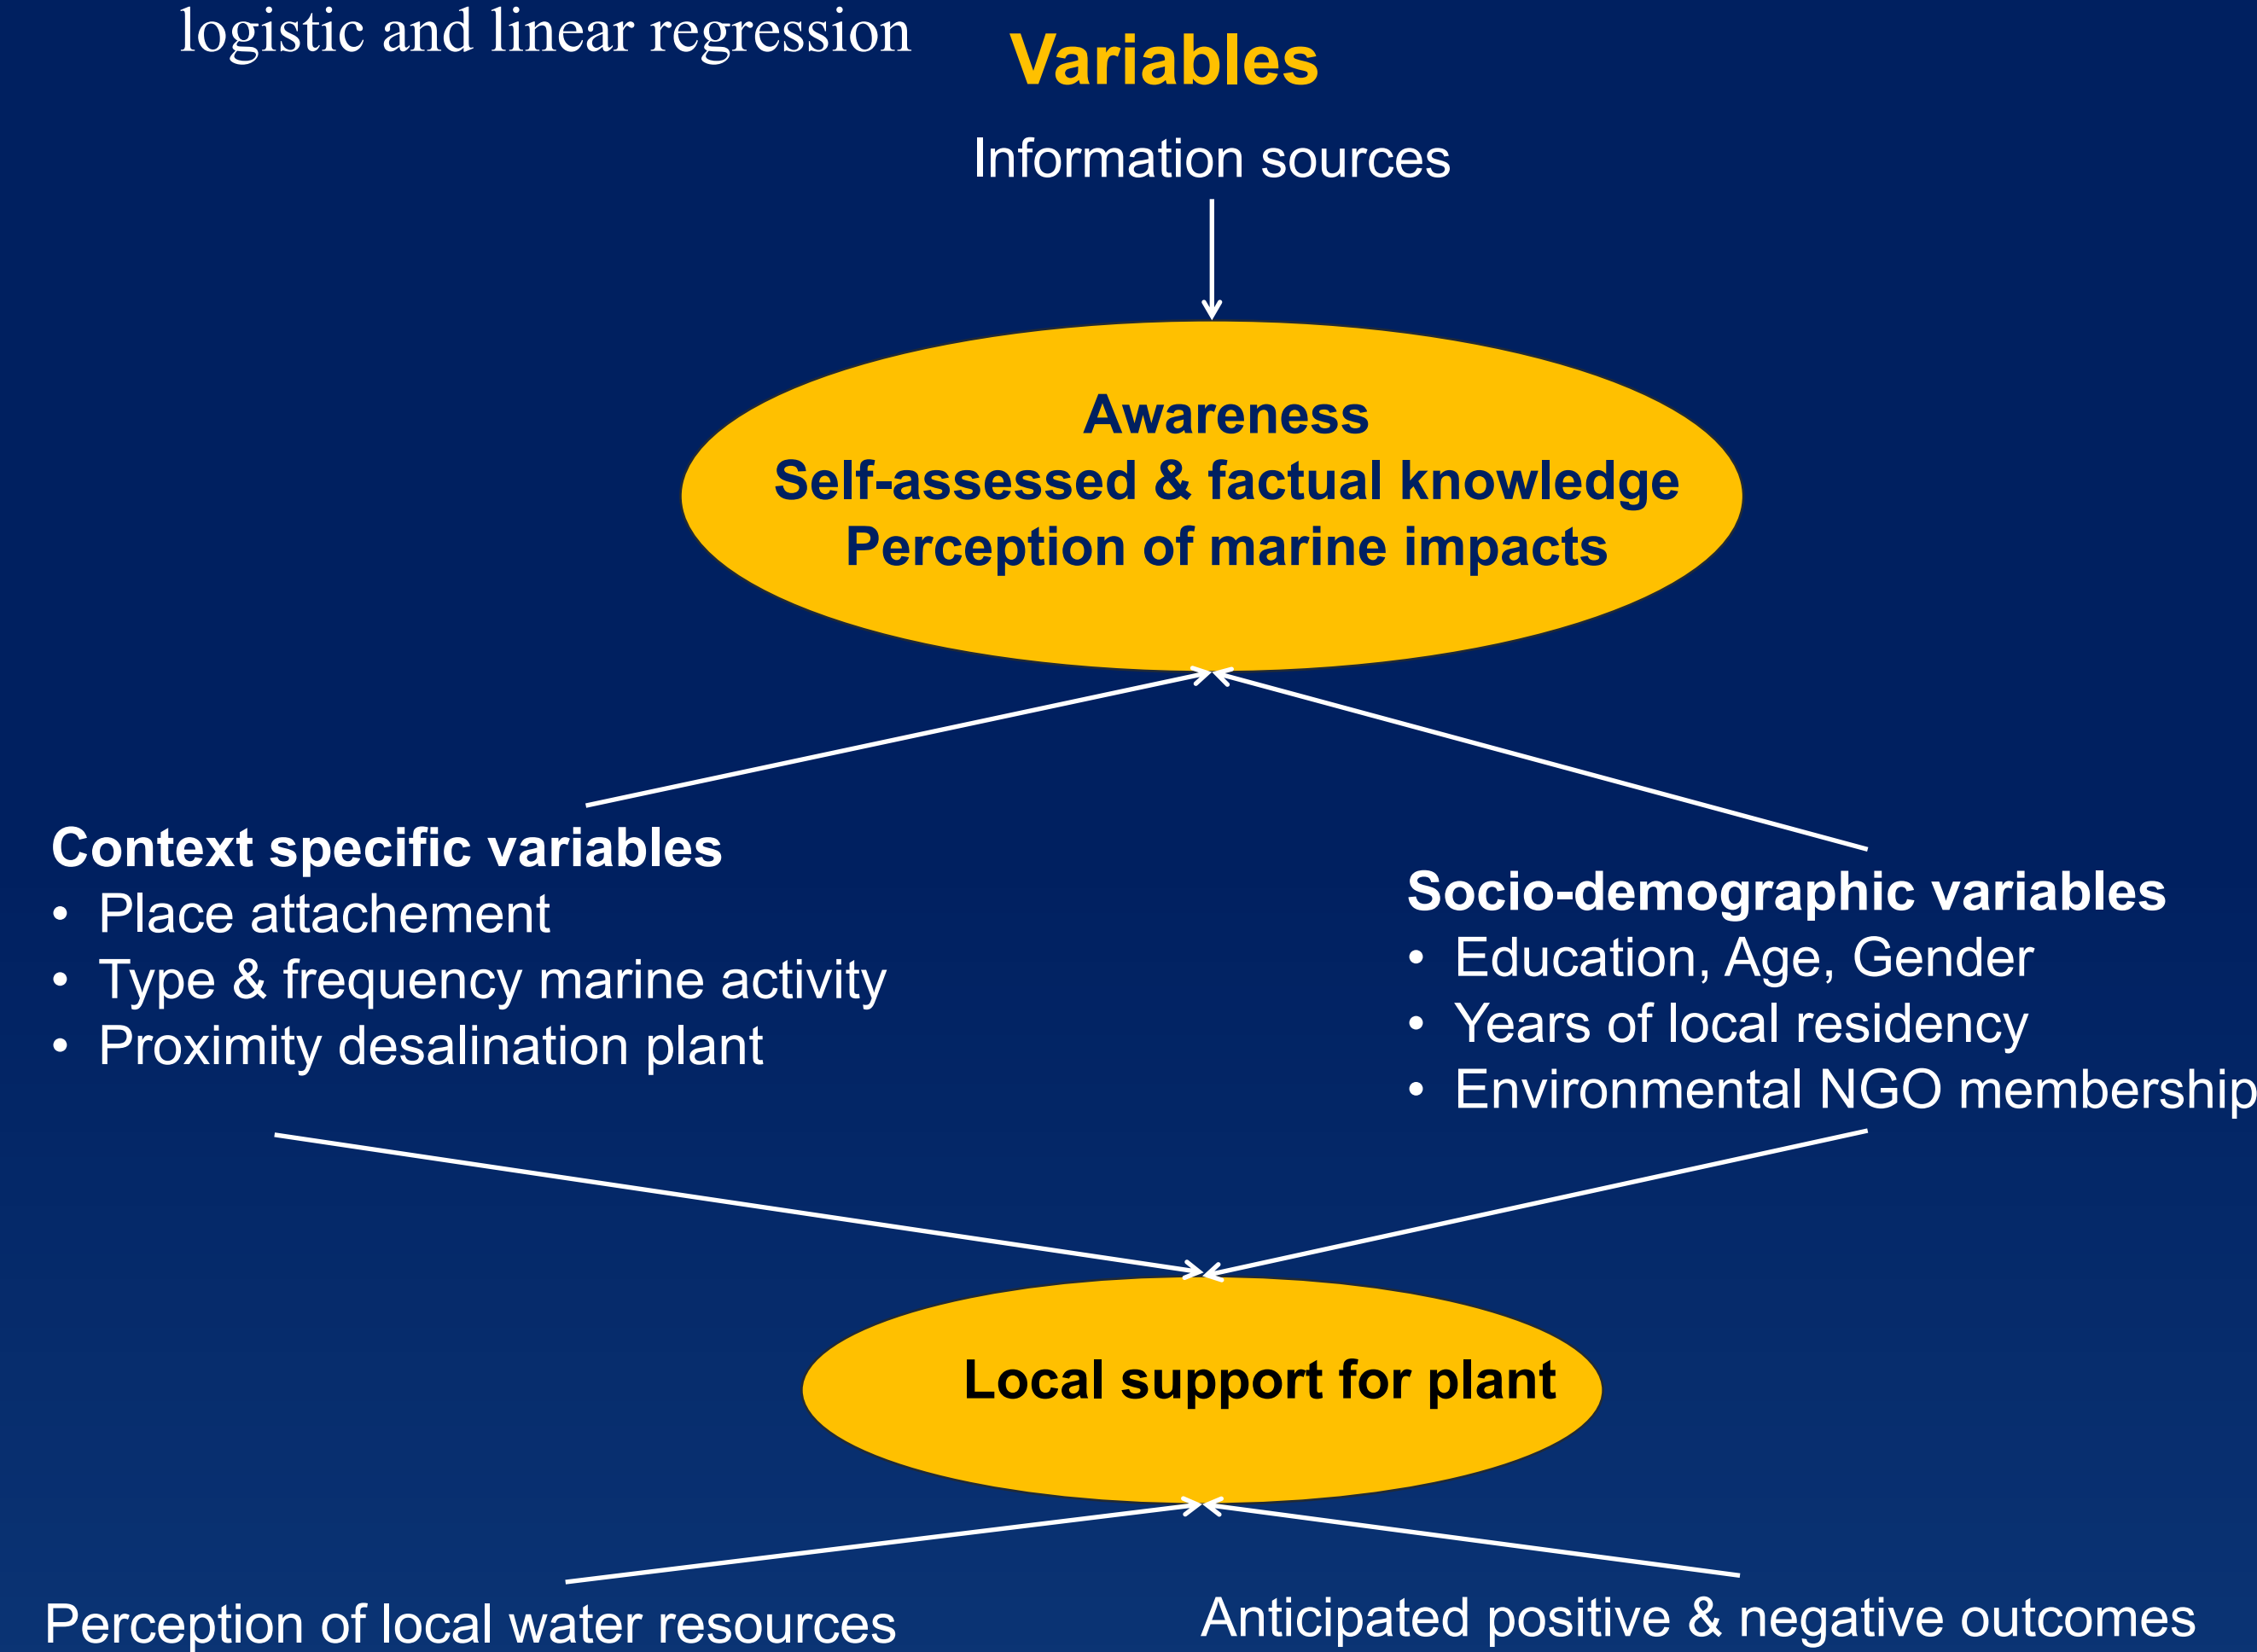 logistic and linear regression
Variables
Information sources
Awareness
Self-assessed & factual knowledge
Perception of marine impacts
Context specific variables
• Place attachement
• Type & frequency marine activity
• Proximity desalination plant
Socio-demographic variables
• Education, Age, Gender
• Years of local residency
• Environmental NGO membership
Local support for plant
Perception of local water resources
Anticipated positive & negative outcomes